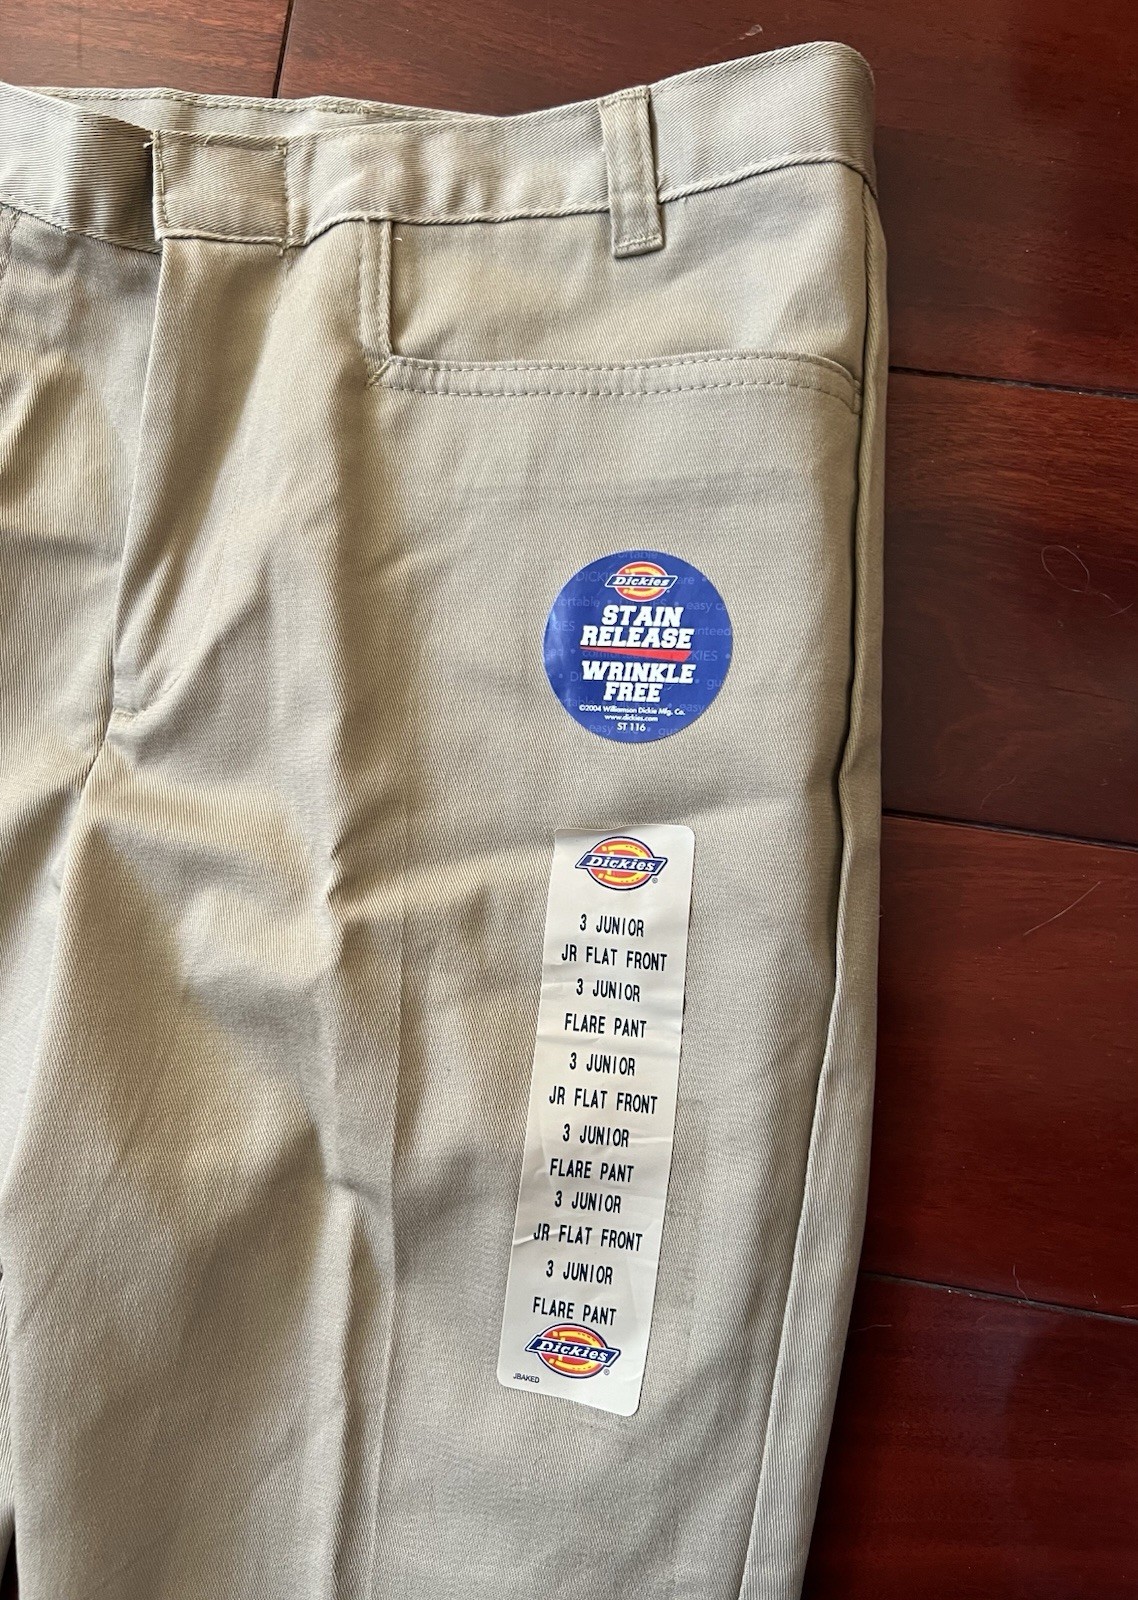 Dickies
STAIN
RELEASE
WRINKLE
FREE
©2004 Williamson Dickie Mfg. Co.
www.dickies.com
ST 116
Dickies®
3 JUNIOR
JR FLAT FRONT
3 JUNIOR
FLARE PANT
3 JUNIOR
JR FLAT FRONT
3 JUNIOR
FLARE PANT
3 JUNIOR
JR FLAT FRONT
3 JUNIOR
FLARE PANT
Dickies®
JBAKED